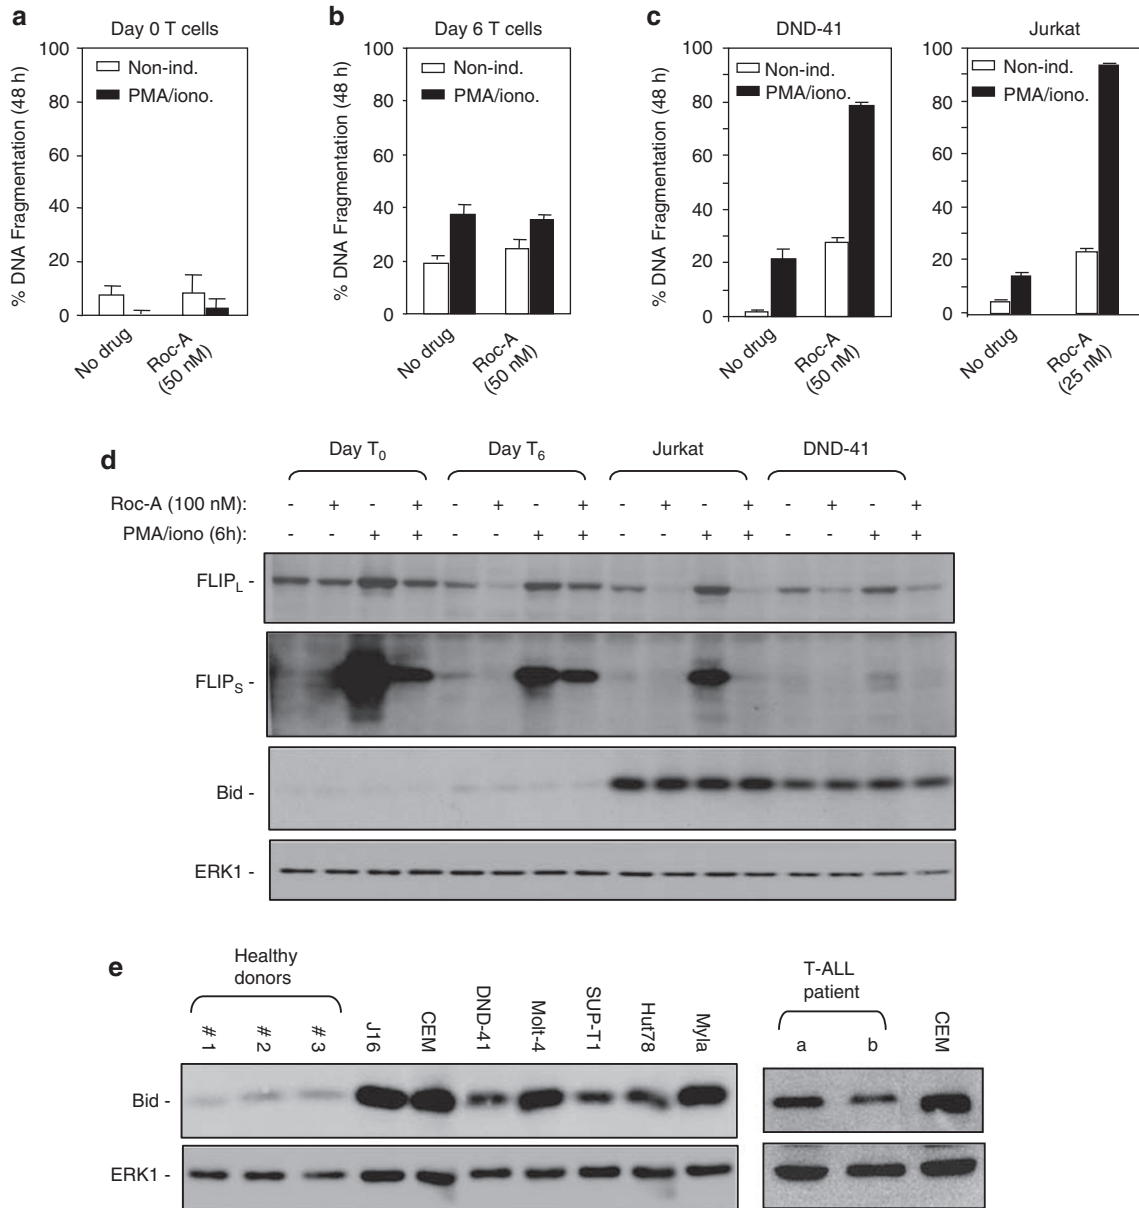 a
Day 0 T cells
% DNA Fragmentation (48 h)
100
80
60
40
20
0
Non-ind.
PMA/iono.
No drug
Roc-A
(50 nM)
b
Day 6 T cells
% DNA Fragmentation (48 h)
100
80
60
40
20
0
Non-ind.
PMA/iono.
No drug
Roc-A
(50 nM)
c
DND-41
% DNA Fragmentation (48 h)
100
80
60
40
20
0
Non-ind.
PMA/iono.
No drug
Roc-A
(50 nM)
Jurkat
100
80
60
40
20
0
Non-ind.
PMA/iono.
No drug
Roc-A
(25 nM)
d
Day T0 Day T6 Jurkat DND-41
Roc-A (100 nM): - + - + - + - + - + - + - + - +
PMA/iono (6h): - - + + - - + + - - + + - - + +
FLIPL -
FLIPS -
Bid -
ERK1 -
e
Healthy
donors
#1 #2 #3 J16 CEM DND-41 Molt-4 SUP-T1 Hut78 Myla
T-ALL
patient
a b CEM
Bid -
ERK1 -